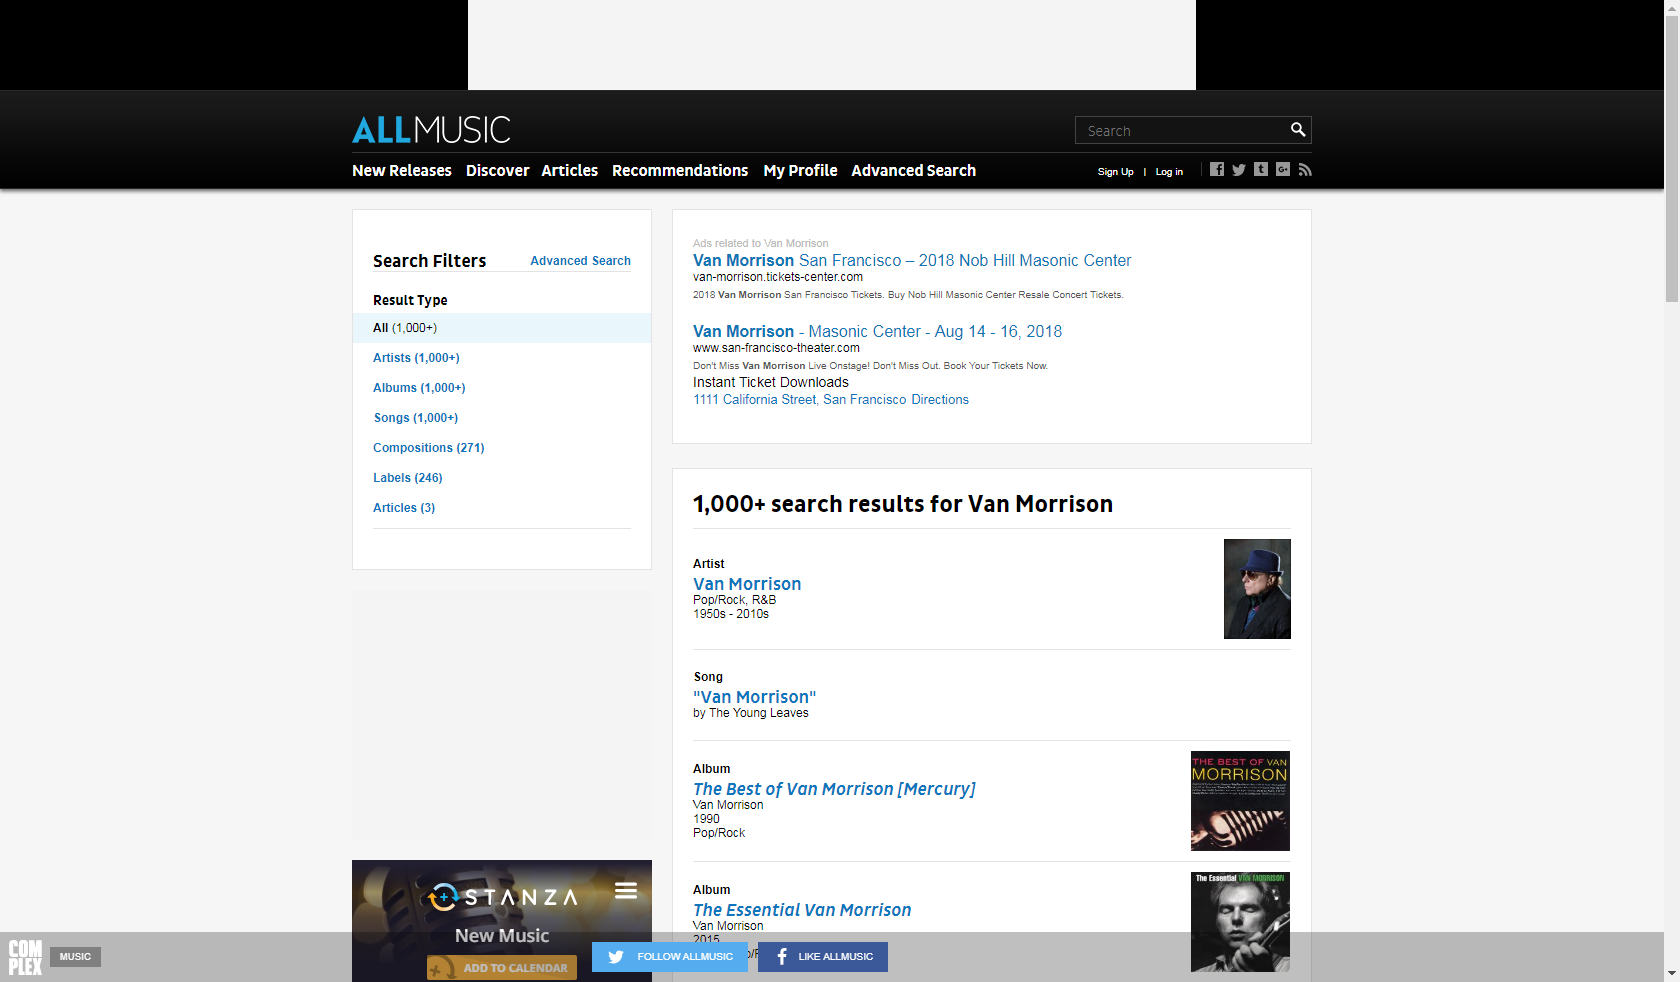 ALLMUSIC
Search
New Releases Discover Articles Recommendations My Profile Advanced Search
Sign Up | Log in
Search Filters
Advanced Search
Result Type
All (1,000+)
Artists (1,000+)
Albums (1,000+)
Songs (1,000+)
Compositions (271)
Labels (246)
Articles (3)
Ads related to Van Morrison
Van Morrison San Francisco – 2018 Nob Hill Masonic Center
van-morrison.tickets-center.com
2018 Van Morrison San Francisco Tickets. Buy Nob Hill Masonic Center Resale Concert Tickets.
Van Morrison - Masonic Center - Aug 14 - 16, 2018
www.san-francisco-theater.com
Don't Miss Van Morrison Live Onstage! Don't Miss Out. Book Your Tickets Now.
Instant Ticket Downloads
1111 California Street, San Francisco Directions
1,000+ search results for Van Morrison
Artist
Van Morrison
Pop/Rock, R&B
1950s - 2010s
Song
"Van Morrison"
by The Young Leaves
Album
The Best of Van Morrison [Mercury]
Van Morrison
1990
Pop/Rock
THE BEST OF VAN
MORRISON
Album
The Essential Van Morrison
Van Morrison
2015
The Essential VAN MORRISON
STANZA
New Music
ADD TO CALENDAR
COM
PLEX
MUSIC
FOLLOW ALLMUSIC
LIKE ALLMUSIC